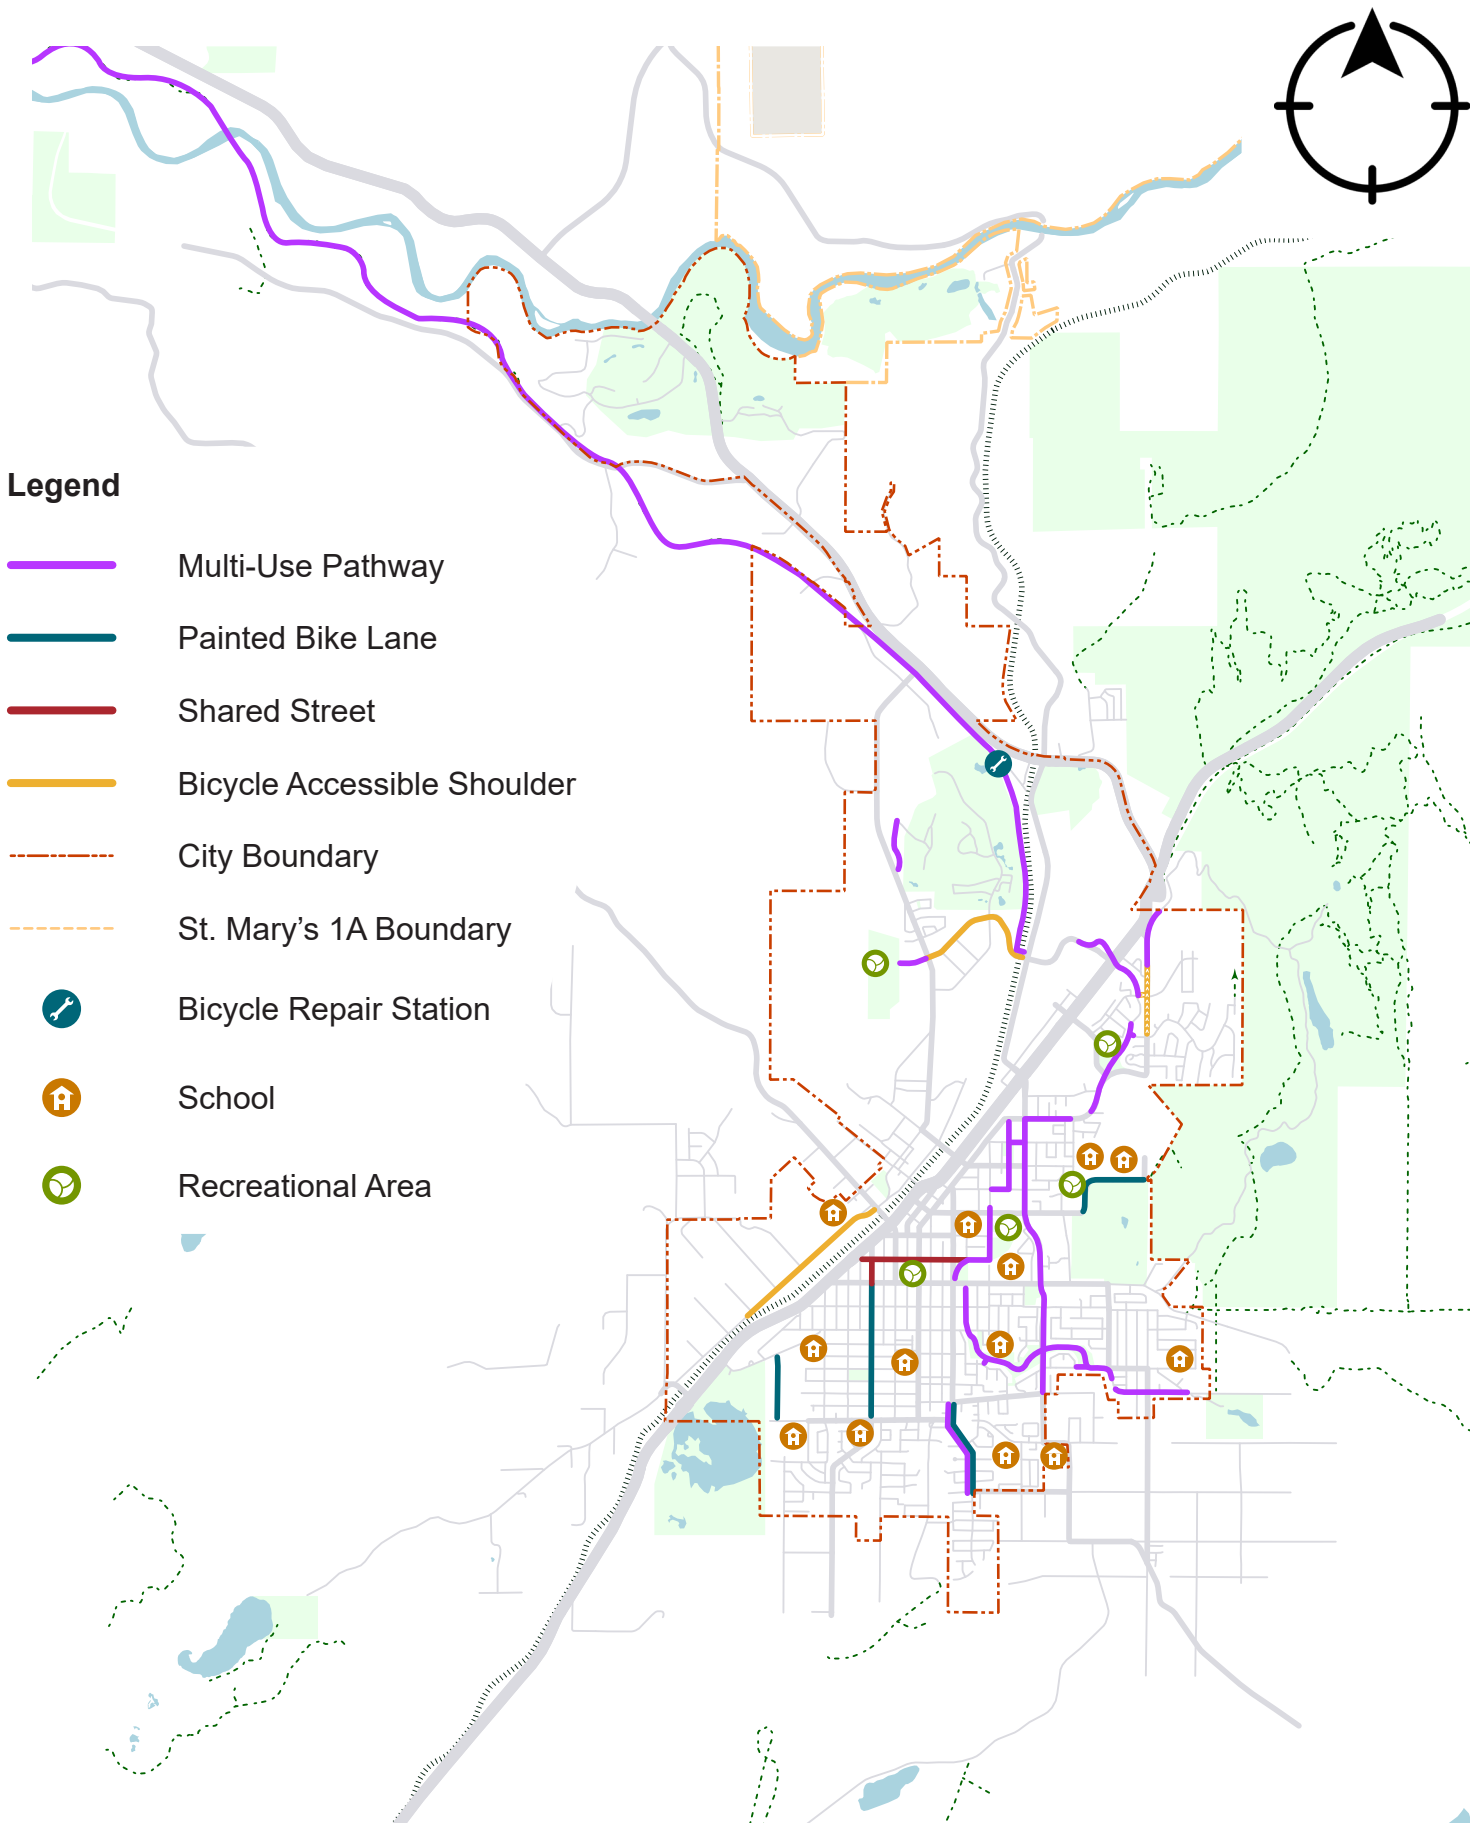 Legend
Multi-Use Pathway
Painted Bike Lane
Shared Street
Bicycle Accessible Shoulder
City Boundary
St. Mary’s 1A Boundary
Bicycle Repair Station
School
Recreational Area